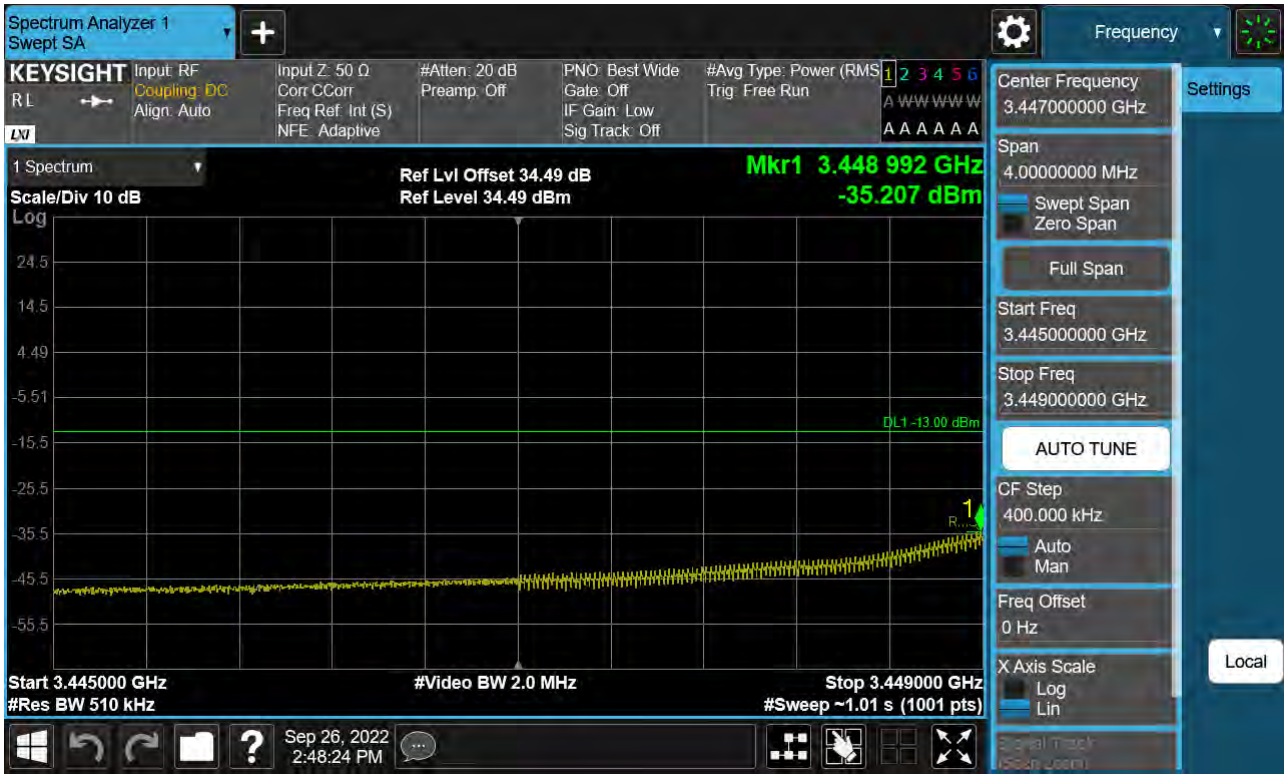 Spectrum Analyzer 1
Swept SA
Frequency
KEYSIGHT
RL
LXI
Input: RF
Coupling: DC
Align: Auto
Input Z: 50 Ω
Corr CCorr
Freq Ref: Int (S)
NFE: Adaptive
#Atten: 20 dB
Preamp: Off
PNO: Best Wide
Gate: Off
IF Gain: Low
Sig Track: Off
#Avg Type: Power (RMS
Trig: Free Run
1 2 3 4 5 6
A W W W W W
A A A A A A
1 Spectrum
Scale/Div 10 dB
Log
Ref Lvl Offset 34.49 dB
Ref Level 34.49 dBm
Mkr1 3.448 992 GHz
-35.207 dBm
24.5
14.5
4.49
-5.51
DL1 -13.00 dBm
-15.5
-25.5
1
R...S
-35.5
-45.5
-55.5
Start 3.445000 GHz
#Res BW 510 kHz
#Video BW 2.0 MHz
Stop 3.449000 GHz
#Sweep ~1.01 s (1001 pts)
Center Frequency
3.447000000 GHz
Span
4.00000000 MHz
Swept Span
Zero Span
Full Span
Start Freq
3.445000000 GHz
Stop Freq
3.449000000 GHz
AUTO TUNE
CF Step
400.000 kHz
Auto
Man
Freq Offset
0 Hz
X Axis Scale
Log
Lin
Signal Track
(Span Zoom)
Settings
Local
?
Sep 26, 2022
2:48:24 PM